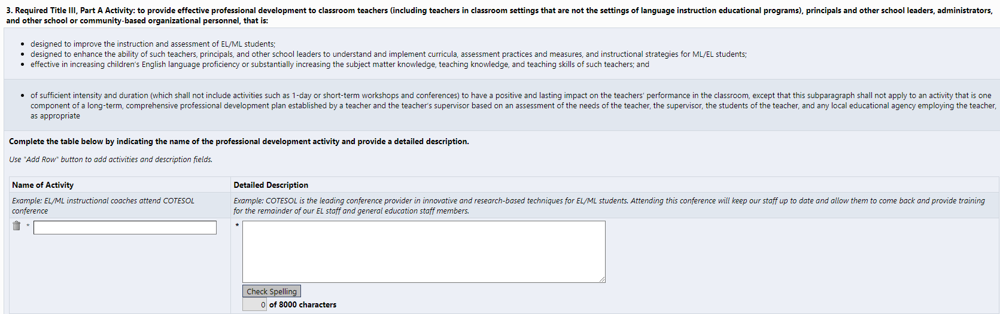 3. Required Title III, Part A Activity: to provide effective professional development to classroom teachers (including teachers in classroom settings that are not the settings of language instruction educational programs), principals and other school leaders, administrators,
and other school or community-based organizational personnel, that is:
• designed to improve the instruction and assessment of EL/ML students;
• designed to enhance the ability of such teachers, principals, and other school leaders to understand and implement curricula, assessment practices and measures, and instructional strategies for ML/EL students;
• effective in increasing children's English language proficiency or substantially increasing the subject matter knowledge, teaching knowledge, and teaching skills of such teachers; and
• of sufficient intensity and duration (which shall not include activities such as 1-day or short-term workshops and conferences) to have a positive and lasting impact on the teachers' performance in the classroom, except that this subparagraph shall not apply to an activity that is one
component of a long-term, comprehensive professional development plan established by a teacher and the teacher's supervisor based on an assessment of the needs of the teacher, the supervisor, the students of the teacher, and any local educational agency employing the teacher,
as appropriate
Complete the table below by indicating the name of the professional development activity and provide a detailed description.
Use "Add Row" button to add activities and description fields.
Name of Activity
Detailed Description
Example: EL/ML instructional coaches attend COTESOL
conference
Example: COTESOL is the leading conference provider in innovative and research-based techniques for EL/ML students. Attending this conference will keep our staff up to date and allow them to come back and provide training
for the remainder of our EL staff and general education staff members.
*
*
Check Spelling
0 of 8000 characters